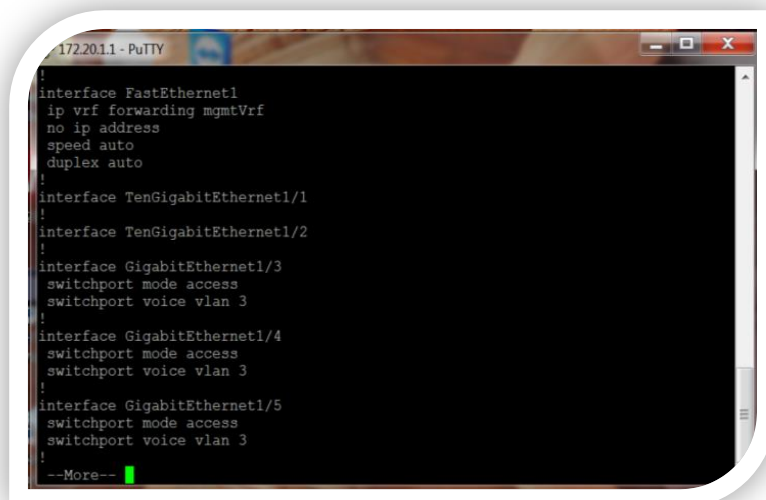 172.20.1.1 - PuTTY
!
interface FastEthernet1
ip vrf forwarding mgmtVrf
no ip address
speed auto
duplex auto
!
interface TenGigabitEthernet1/1
!
interface TenGigabitEthernet1/2
!
interface GigabitEthernet1/3
switchport mode access
switchport voice vlan 3
!
interface GigabitEthernet1/4
switchport mode access
switchport voice vlan 3
!
interface GigabitEthernet1/5
switchport mode access
switchport voice vlan 3
!
--More--